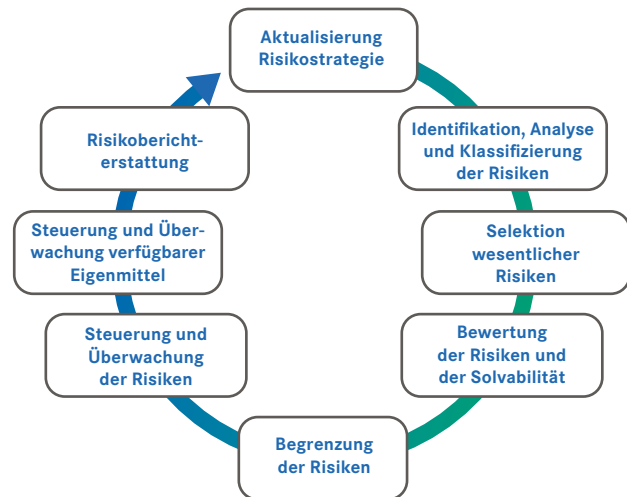 Aktualisierung
Risikostrategie
Identifikation, Analyse
und Klassifizierung
der Risiken
Selektion
wesentlicher
Risiken
Bewertung
der Risiken und
der Solvabilität
Begrenzung
der Risiken
Steuerung und
Überwachung
der Risiken
Steuerung und Über-
wachung verfügbarer
Eigenmittel
Risikobericht-
erstattung